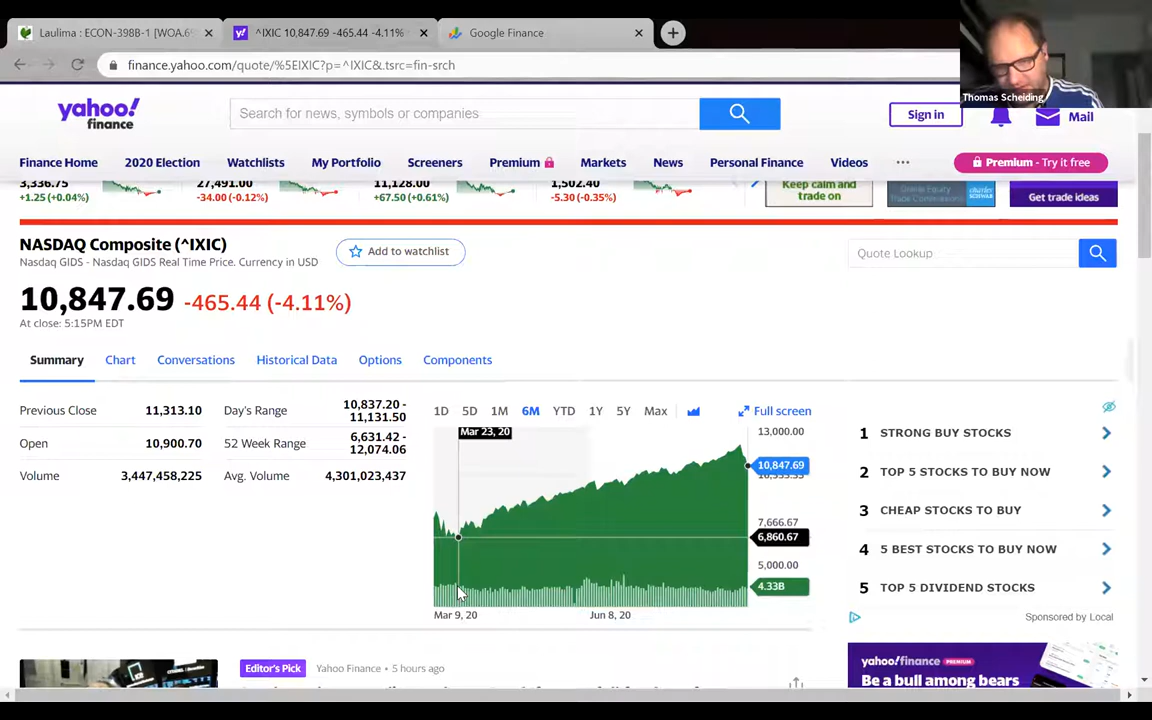 Laulima : ECON-398B-1 [WOA.6
^IXIC 10,847.69 -465.44 -4.11%
Google Finance
finance.yahoo.com/quote/%5EIXIC?p=^IXIC&.tsrc=fin-srch
Thomas Scheiding
yahoo!
finance
Search for news, symbols or companies
Sign in
Mail
Finance Home
2020 Election
Watchlists
My Portfolio
Screeners
Premium
Markets
News
Personal Finance
Videos
Premium - Try it free
3,336.75
+1.25 (+0.04%)
27,491.00
-34.00 (-0.12%)
11,128.00
+67.50 (+0.61%)
1,502.40
-5.30 (-0.35%)
Keep calm and
trade on
charles
SCHWAB
Get trade ideas
NASDAQ Composite (^IXIC)
Nasdaq GIDS - Nasdaq GIDS Real Time Price. Currency in USD
Add to watchlist
Quote Lookup
10,847.69 -465.44 (-4.11%)
At close: 5:15PM EDT
Summary
Chart
Conversations
Historical Data
Options
Components
Previous Close 11,313.10
Open 10,900.70
Volume 3,447,458,225
Day's Range 10,837.20 -
11,131.50
52 Week Range 6,631.42 -
12,074.06
Avg. Volume 4,301,023,437
1D 5D 1M 6M YTD 1Y 5Y Max
Full screen
Mar 23, 20
13,000.00
10,847.69
7,666.67
6,860.67
5,000.00
4.33B
Mar 9, 20
Jun 8, 20
1 STRONG BUY STOCKS
2 TOP 5 STOCKS TO BUY NOW
3 CHEAP STOCKS TO BUY
4 5 BEST STOCKS TO BUY NOW
5 TOP 5 DIVIDEND STOCKS
Sponsored by Local
Editor's Pick
Yahoo Finance • 5 hours ago
yahoo!finance PREMIUM
Be a bull among bears